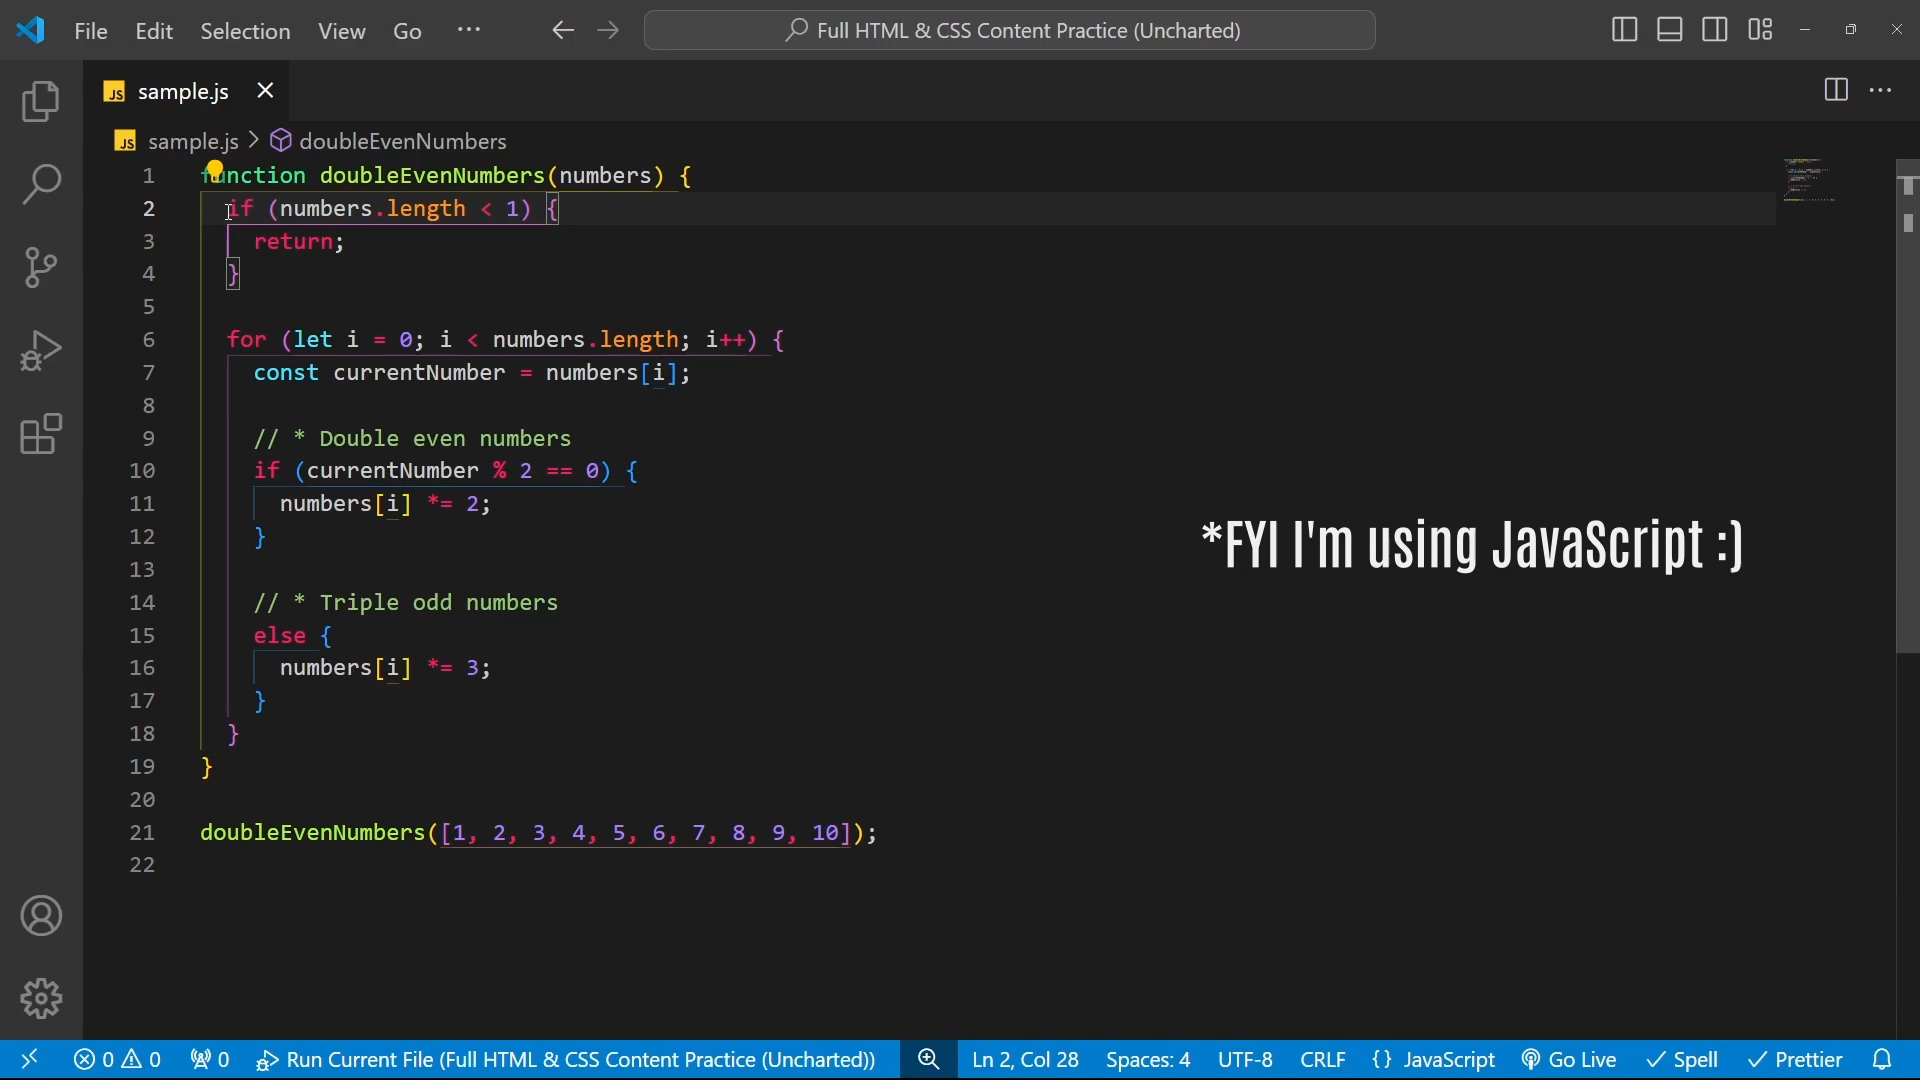 File Edit Selection View Go ··· Full HTML & CSS Content Practice (Uncharted)
JS sample.js
JS sample.js > doubleEvenNumbers
1 function doubleEvenNumbers(numbers) {
2 if (numbers.length < 1) {
3 return;
4 }
5
6 for (let i = 0; i < numbers.length; i++) {
7 const currentNumber = numbers[i];
8
9 // * Double even numbers
10 if (currentNumber % 2 == 0) {
11 numbers[i] *= 2;
12 }
13
14 // * Triple odd numbers
15 else {
16 numbers[i] *= 3;
17 }
18 }
19 }
20
21 doubleEvenNumbers([1, 2, 3, 4, 5, 6, 7, 8, 9, 10]);
22
*FYI I'm using JavaScript :)
0 0 0 Run Current File (Full HTML & CSS Content Practice (Uncharted)) Ln 2, Col 28 Spaces: 4 UTF-8 CRLF {} JavaScript Go Live Spell Prettier